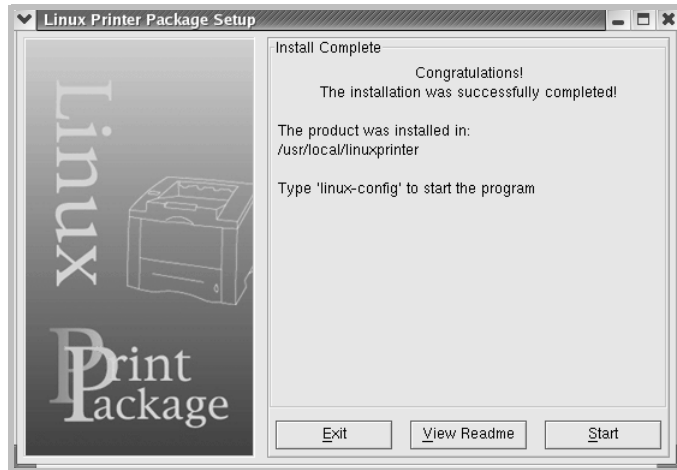 Linux Printer Package Setup
Linux
Print
Package
Install Complete
Congratulations!
The installation was successfully completed!
The product was installed in:
/usr/local/linuxprinter
Type 'linux-config' to start the program
Exit
View Readme
Start